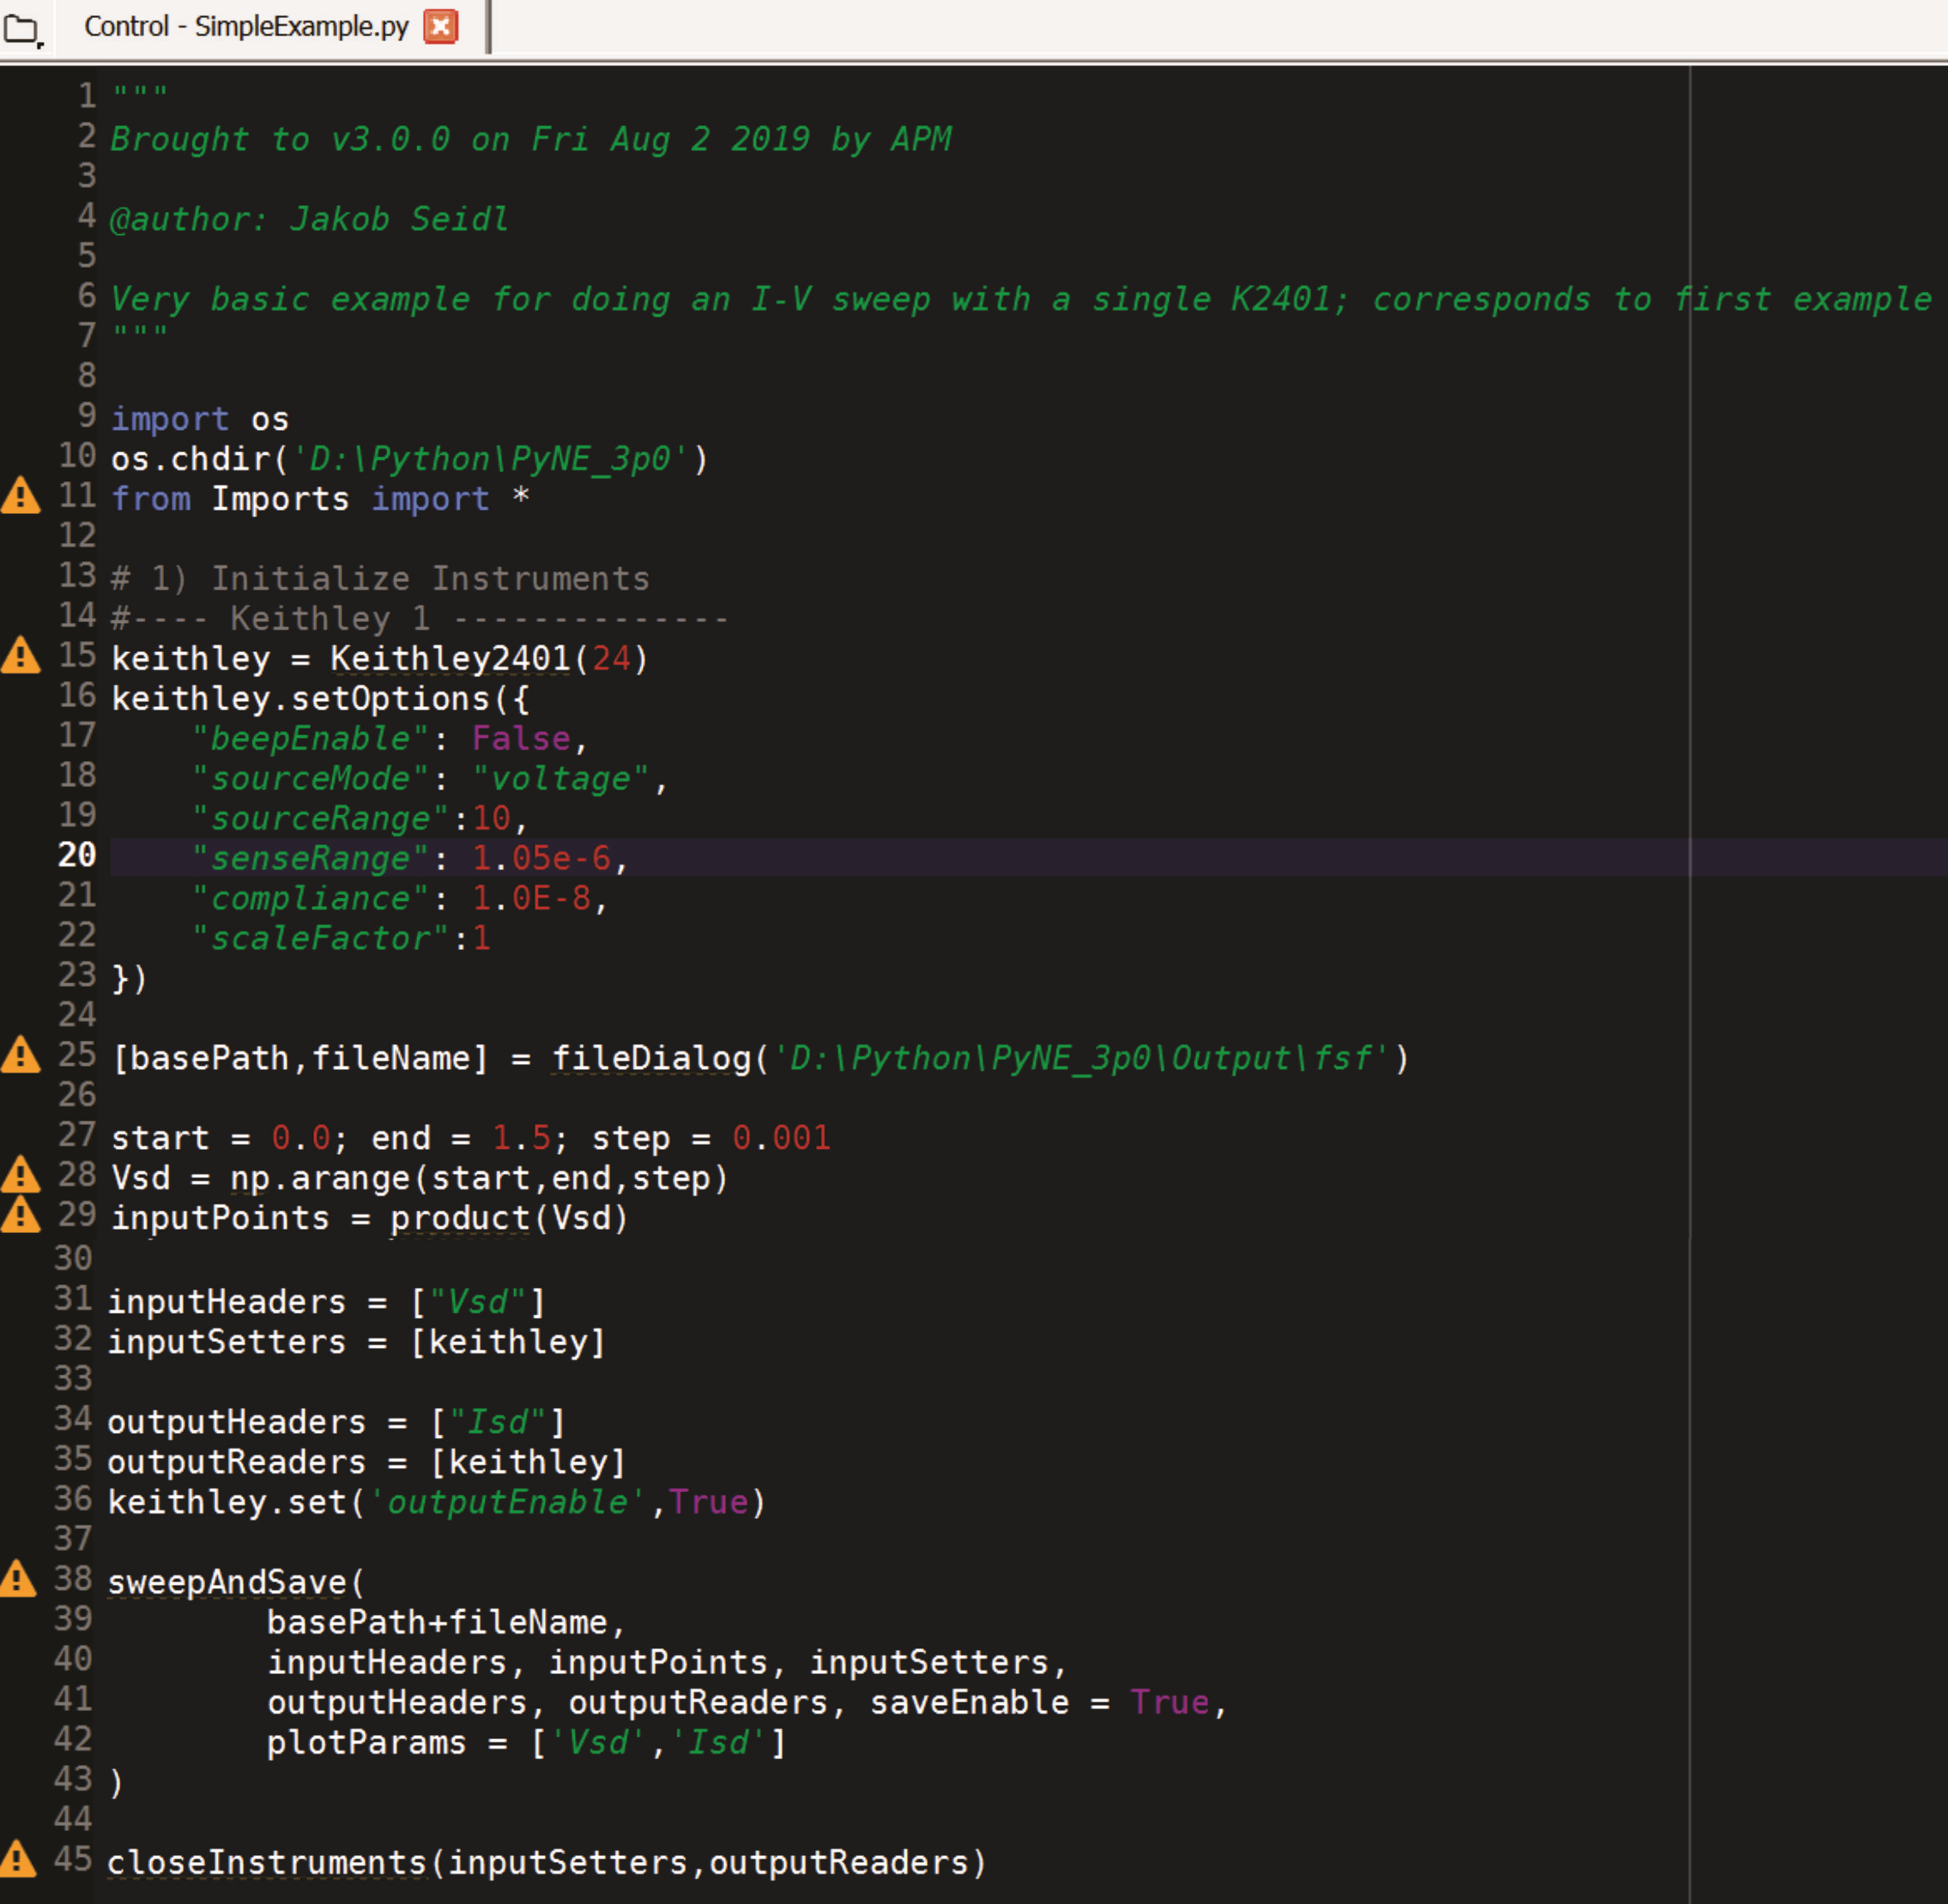 Control - SimpleExample.py
1 """
2 Brought to v3.0.0 on Fri Aug 2 2019 by APM
3
4 @author: Jakob Seidl
5
6 Very basic example for doing an I-V sweep with a single K2401; corresponds to first example
7 """
8
9 import os
10 os.chdir('D:\Python\PyNE_3p0')
11 from Imports import *
12
13 # 1) Initialize Instruments
14 #---- Keithley 1 --------------
15 keithley = Keithley2401(24)
16 keithley.setOptions({
17     "beepEnable": False,
18     "sourceMode": "voltage",
19     "sourceRange":10,
20     "senseRange": 1.05e-6,
21     "compliance": 1.0E-8,
22     "scaleFactor":1
23 })
24
25 [basePath,fileName] = fileDialog('D:\Python\PyNE_3p0\Output\fsf')
26
27 start = 0.0; end = 1.5; step = 0.001
28 Vsd = np.arange(start,end,step)
29 inputPoints = product(Vsd)
30
31 inputHeaders = ["Vsd"]
32 inputSetters = [keithley]
33
34 outputHeaders = ["Isd"]
35 outputReaders = [keithley]
36 keithley.set('outputEnable',True)
37
38 sweepAndSave(
39         basePath+fileName,
40         inputHeaders, inputPoints, inputSetters,
41         outputHeaders, outputReaders, saveEnable = True,
42         plotParams = ['Vsd','Isd']
43 )
44
45 closeInstruments(inputSetters,outputReaders)